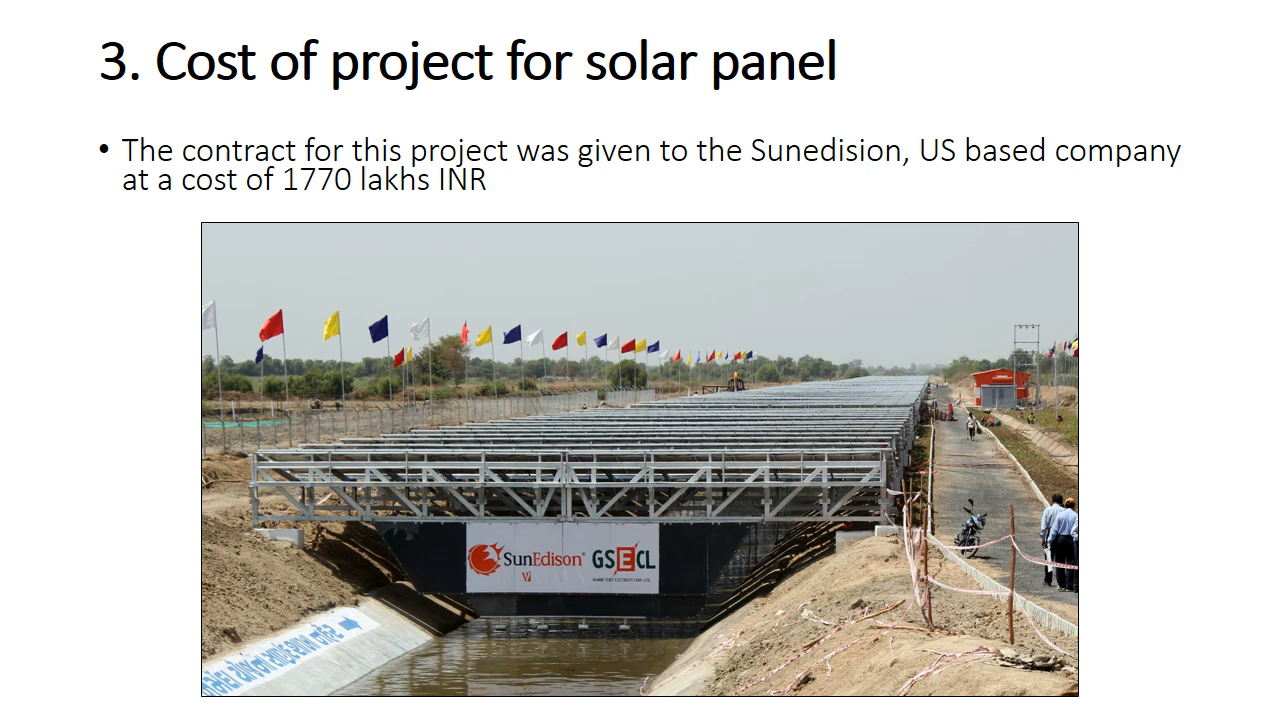 3. Cost of project for solar panel
• The contract for this project was given to the Sunedision, US based company
at a cost of 1770 lakhs INR
SunEdison®
GSECL